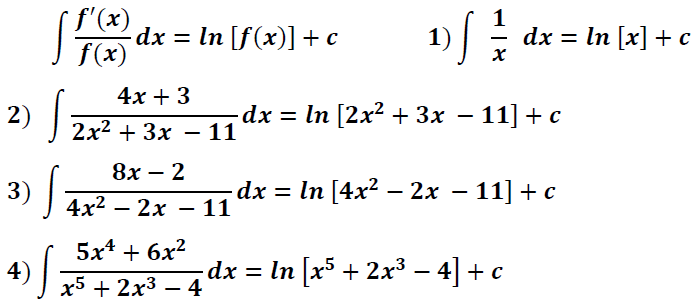 ∫ f′(x)/f(x) dx = ln [f(x)] + c    1) ∫ 1/x dx = ln [x] + c
2) ∫ (4x + 3)/(2x² + 3x − 11) dx = ln [2x² + 3x − 11] + c
3) ∫ (8x − 2)/(4x² − 2x − 11) dx = ln [4x² − 2x − 11] + c
4) ∫ (5x⁴ + 6x²)/(x⁵ + 2x³ − 4) dx = ln [x⁵ + 2x³ − 4] + c